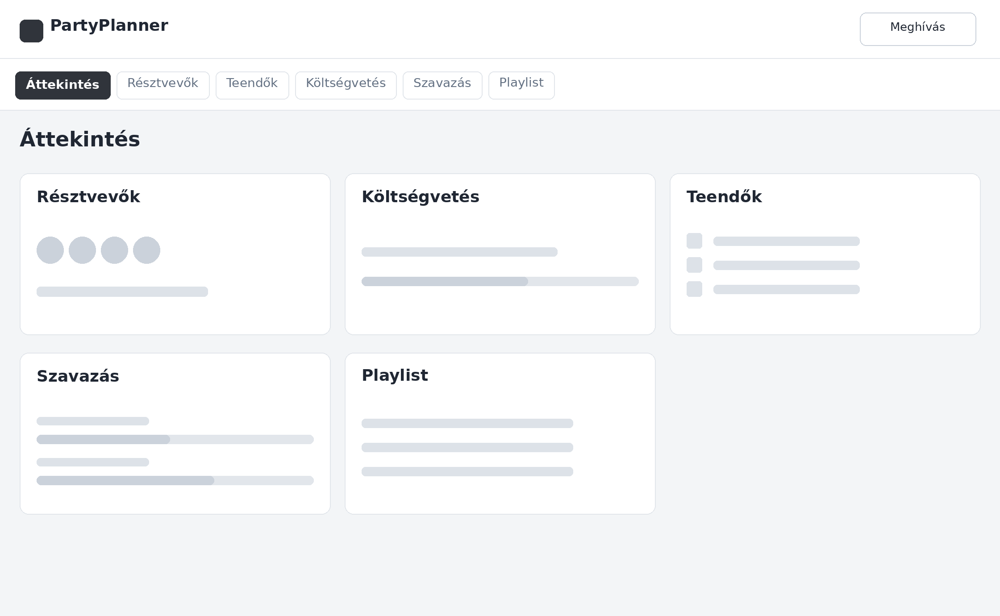 PartyPlanner
Meghívás
Áttekintés
Résztvevők
Teendők
Költségvetés
Szavazás
Playlist
Áttekintés
Résztvevők
Költségvetés
Teendők
Szavazás
Playlist